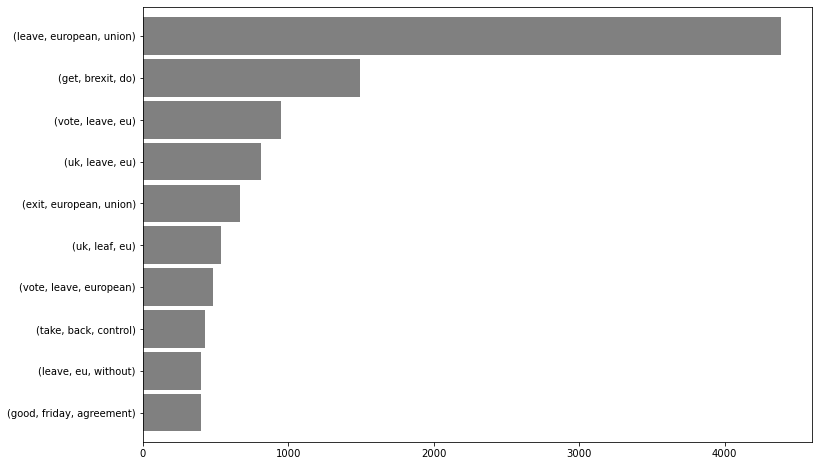 (leave, european, union)
(get, brexit, do)
(vote, leave, eu)
(uk, leave, eu)
(exit, european, union)
(uk, leaf, eu)
(vote, leave, european)
(take, back, control)
(leave, eu, without)
(good, friday, agreement)
0 1000 2000 3000 4000